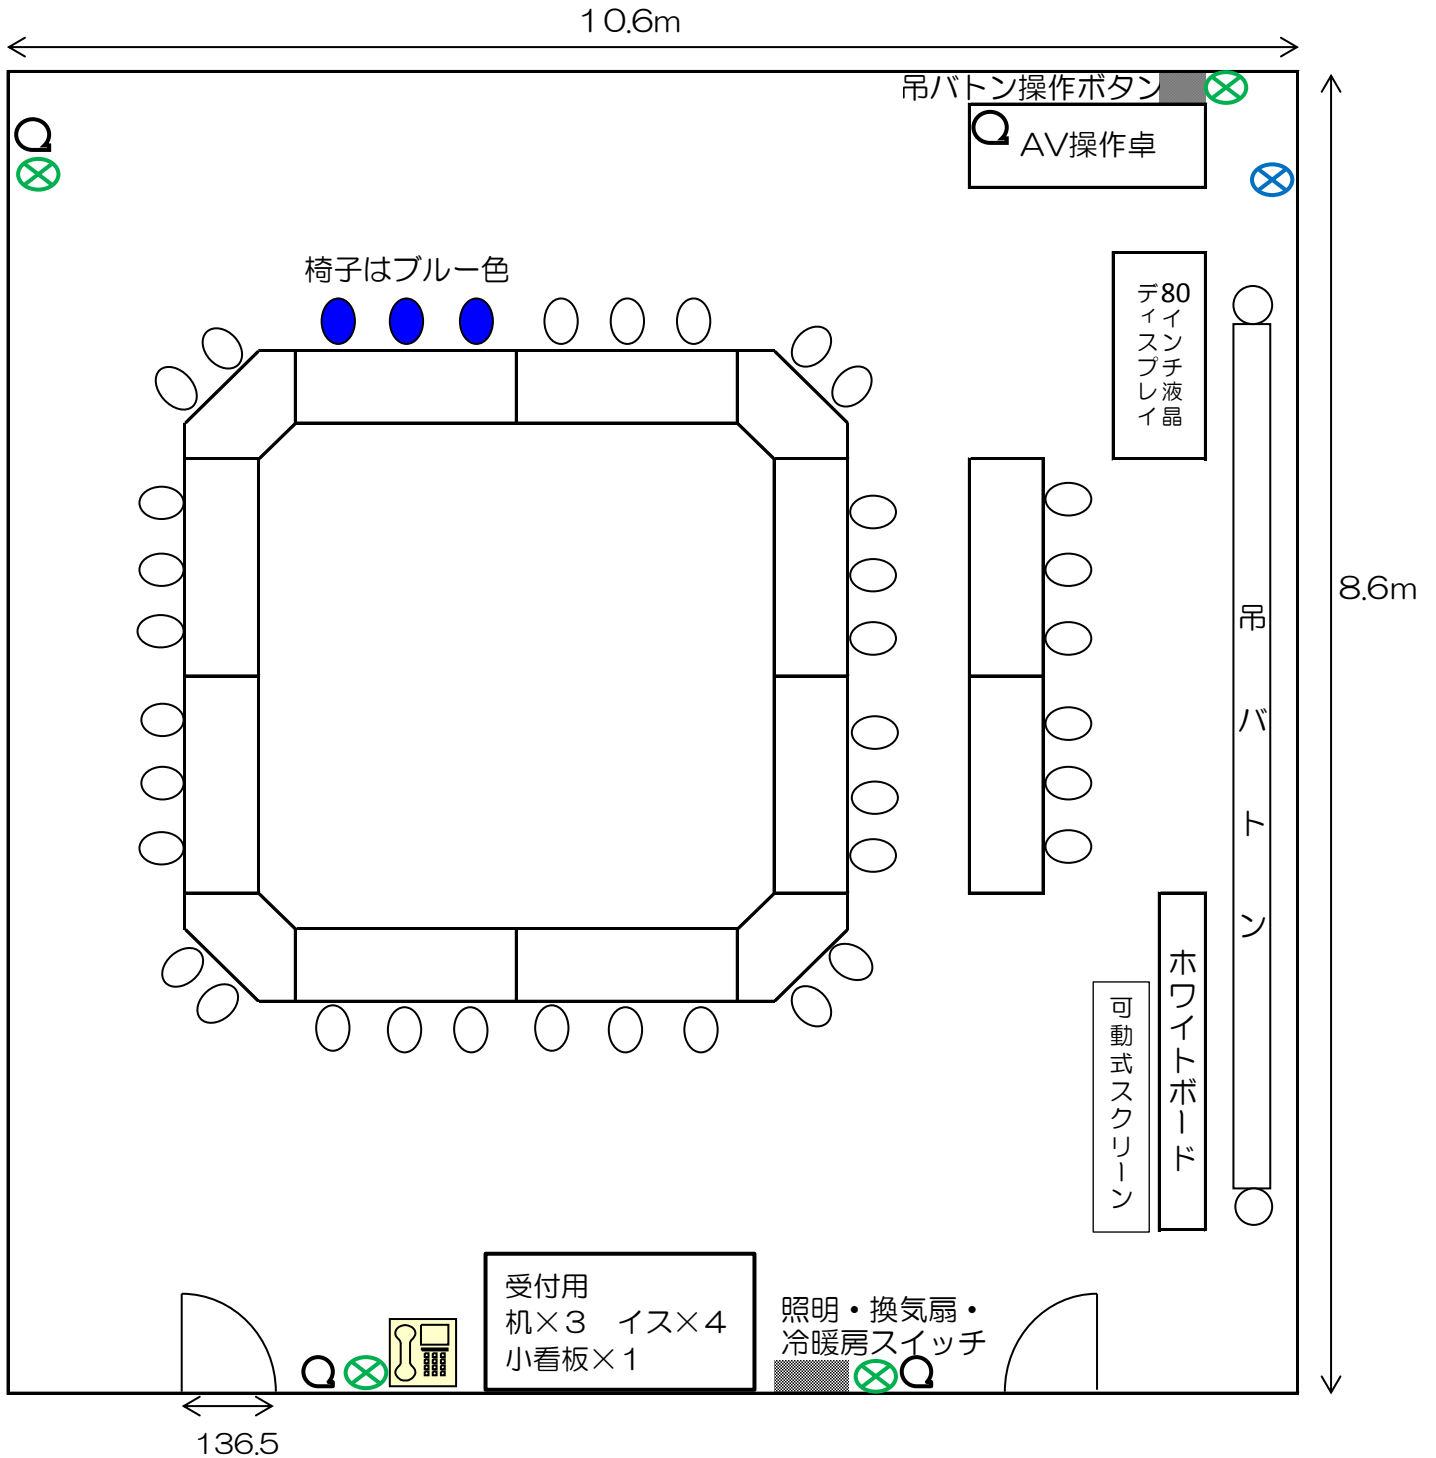 10.6m
吊バトン操作ボタン
AV操作卓
椅子はブルー色
80インチ液晶
ディスプレイ
8.6m
吊バトン
ホワイトボード
可動式スクリーン
受付用
机×3　イス×4
小看板×1
照明・換気扇・
冷暖房スイッチ
136.5